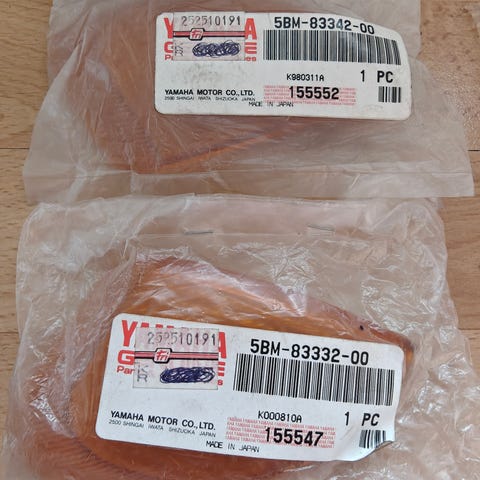 252510191
5BM-83342-00
K980311A
1 PC
YAMAHA MOTOR CO.,LTD.
2500 SHINGAI IWATA SHIZUOKA JAPAN
155552
MADE IN JAPAN
YAMAHA
252510191
5BM-83332-00
K000810A
1 PC
YAMAHA MOTOR CO.,LTD.
2500 SHINGAI IWATA SHIZUOKA JAPAN
155547
MADE IN JAPAN